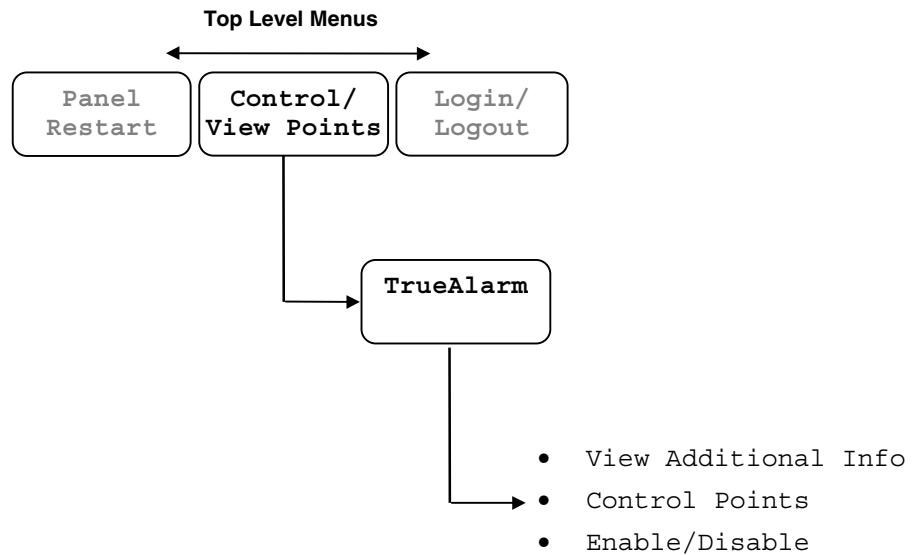 Top Level Menus
Panel
Restart
Control/
View Points
Login/
Logout
TrueAlarm
• View Additional Info
• Control Points
• Enable/Disable